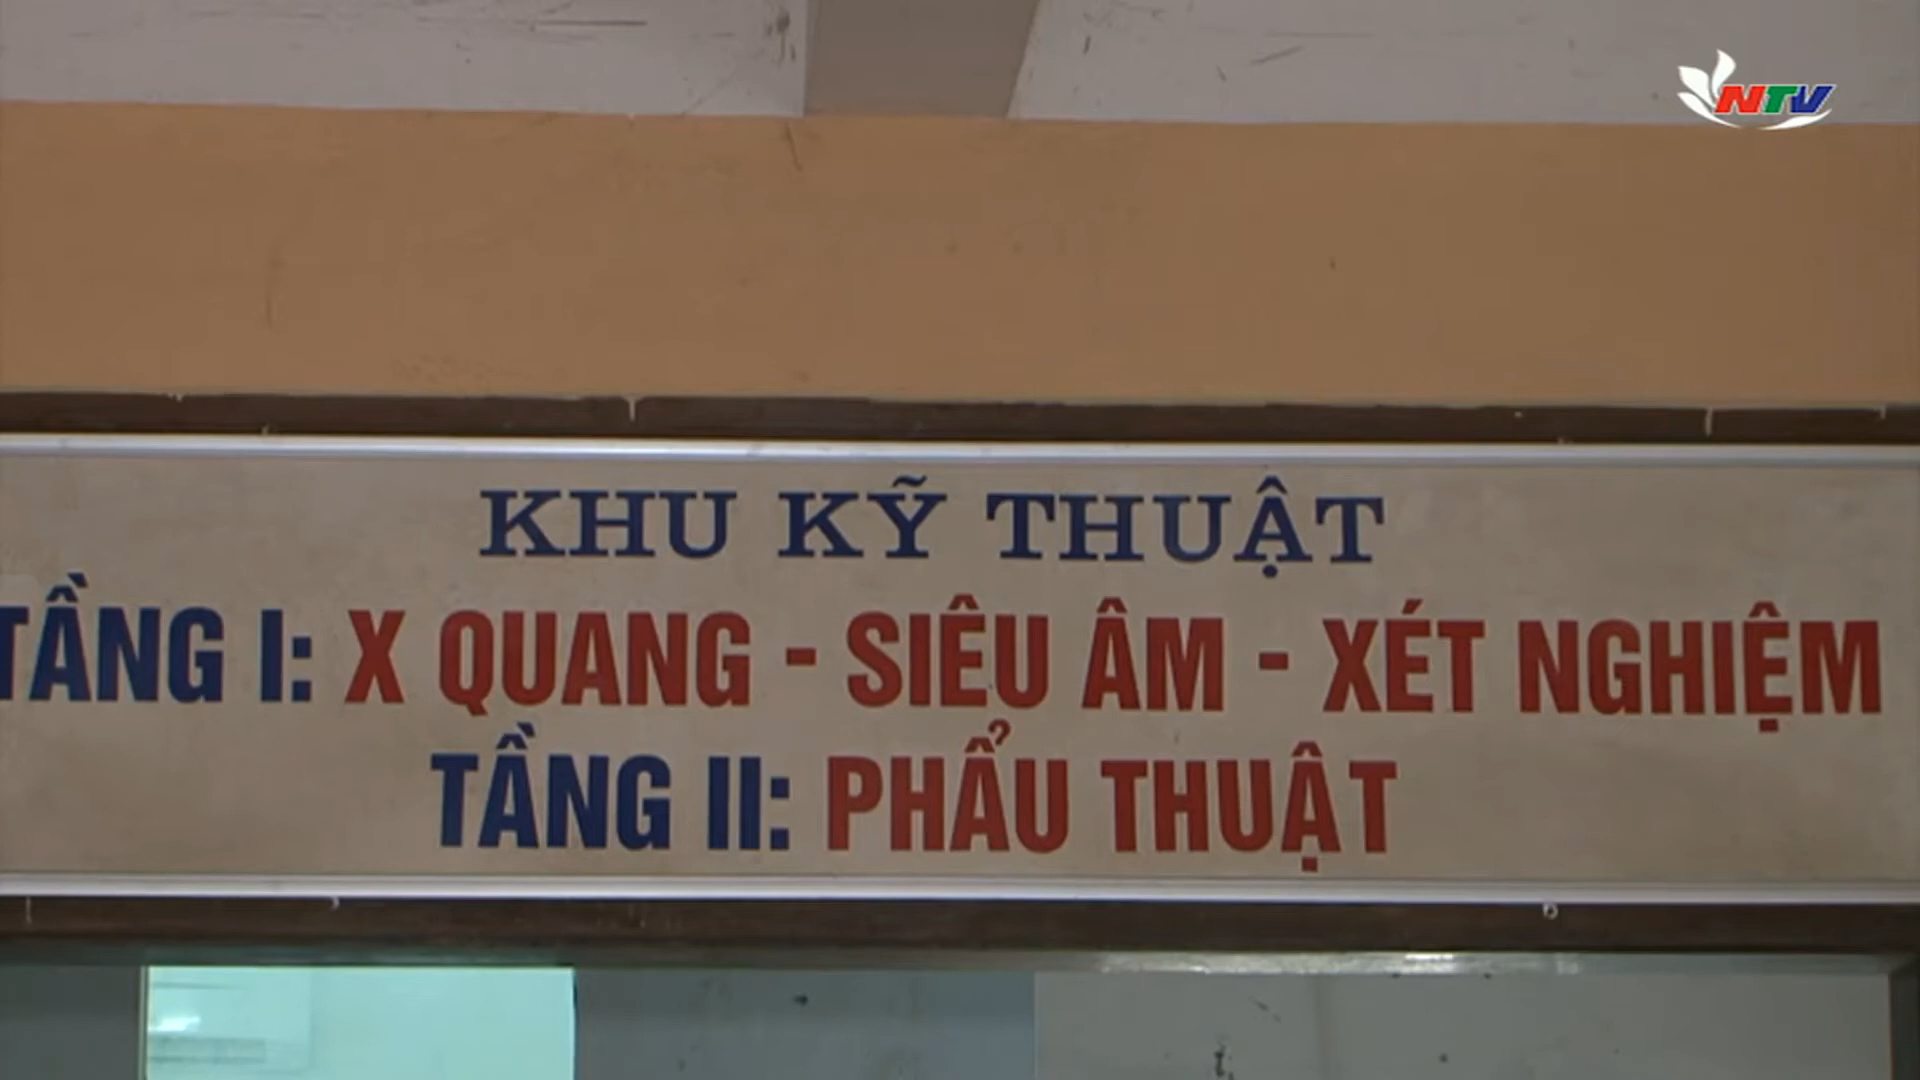 NTV
KHU KỸ THUẬT
TẦNG I: X QUANG - SIÊU ÂM - XÉT NGHIỆM
TẦNG II: PHẨU THUẬT